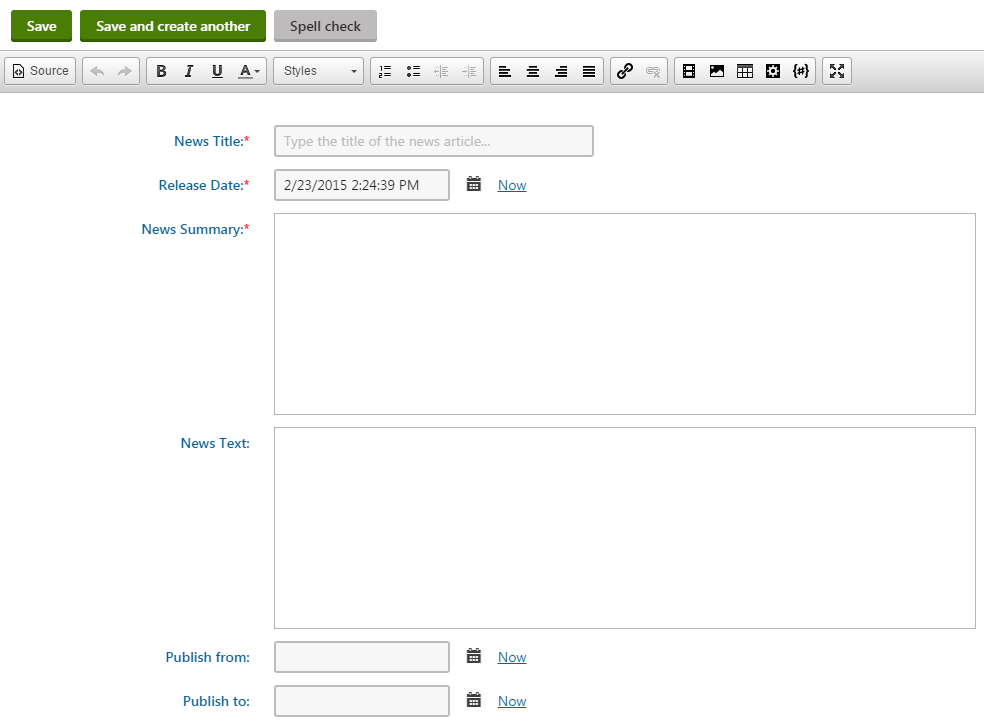 Save Save and create another Spell check
Source B I U A Styles {#}
News Title:* Type the title of the news article...
Release Date:* 2/23/2015 2:24:39 PM Now
News Summary:*
News Text:
Publish from: Now
Publish to: Now